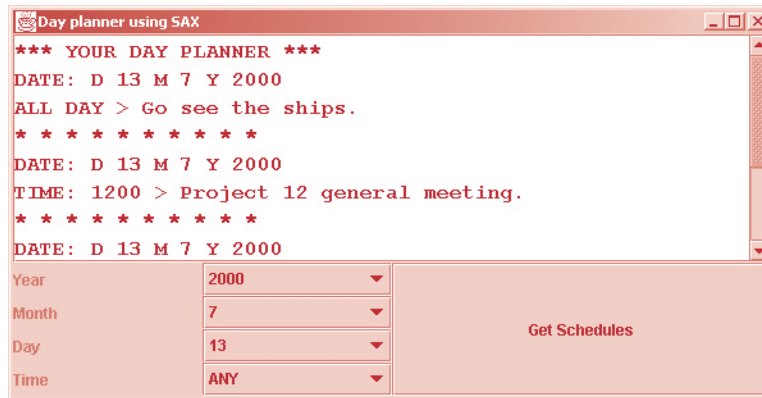 Day planner using SAX
*** YOUR DAY PLANNER ***
DATE: D 13 M 7 Y 2000
ALL DAY > Go see the ships.
* * * * * * * * * *
DATE: D 13 M 7 Y 2000
TIME: 1200 > Project 12 general meeting.
* * * * * * * * * *
DATE: D 13 M 7 Y 2000
Year 2000
Month 7
Day 13
Time ANY
Get Schedules